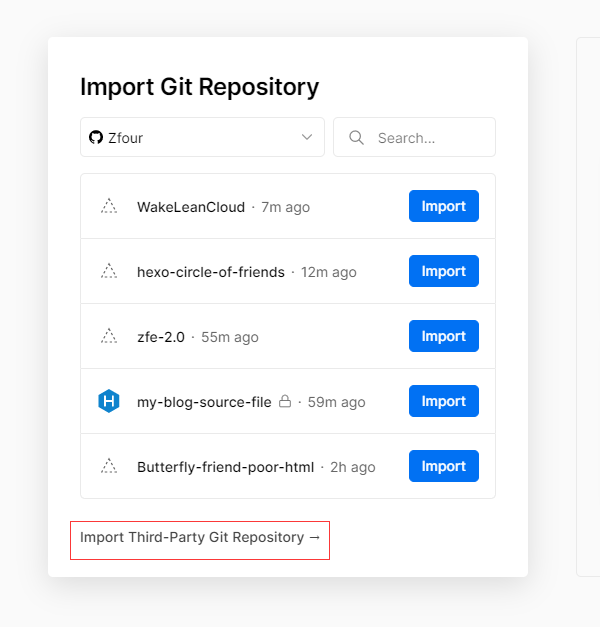 Import Git Repository
Zfour
Search...
WakeLeanCloud · 7m ago
Import
hexo-circle-of-friends · 12m ago
Import
zfe-2.0 · 55m ago
Import
H
my-blog-source-file · 59m ago
Import
Butterfly-friend-poor-html · 2h ago
Import
Import Third-Party Git Repository →